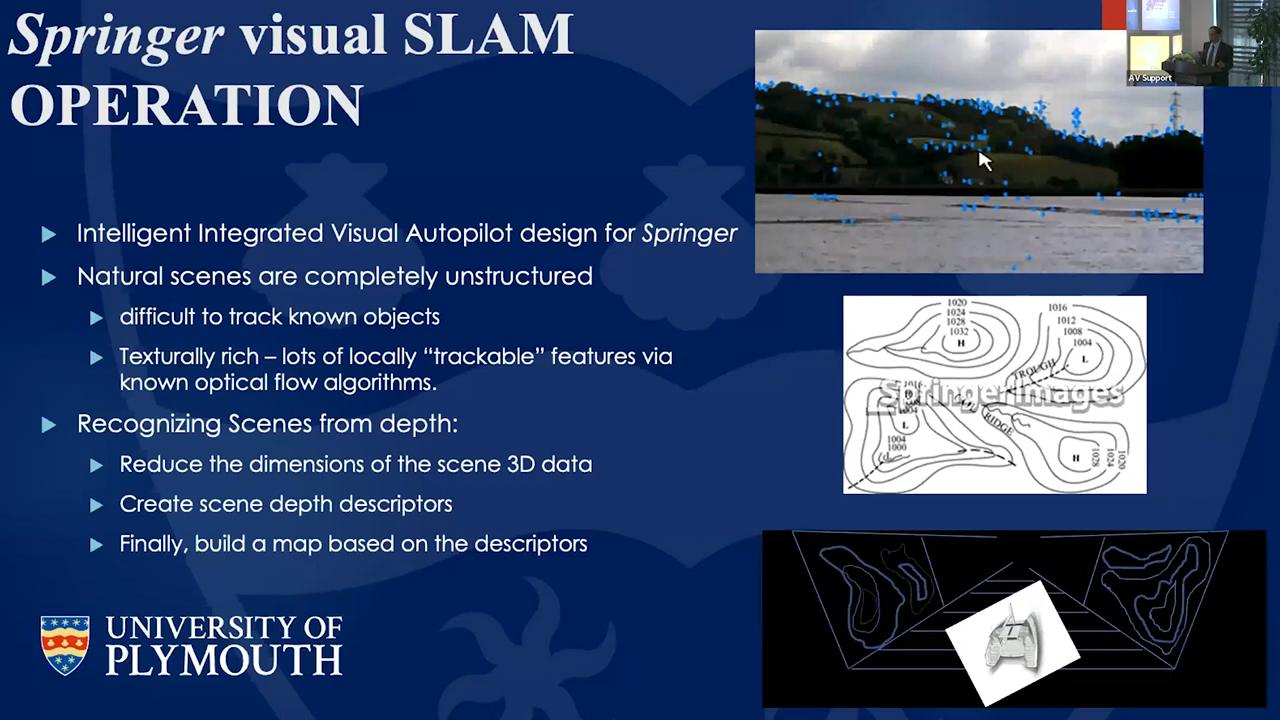 Springer visual SLAM
OPERATION
AV Support
Intelligent Integrated Visual Autopilot design for Springer
Natural scenes are completely unstructured
difficult to track known objects
Texturally rich – lots of locally “trackable” features via
known optical flow algorithms.
Recognizing Scenes from depth:
Reduce the dimensions of the scene 3D data
Create scene depth descriptors
Finally, build a map based on the descriptors
1020
1024
1028
1032
H
1016
1012
1008
1004
L
TROUGH
SpringerImages
1016
1004
L
1004
1000
RIDGE
H
1028
1024
1020
UNIVERSITY OF
PLYMOUTH